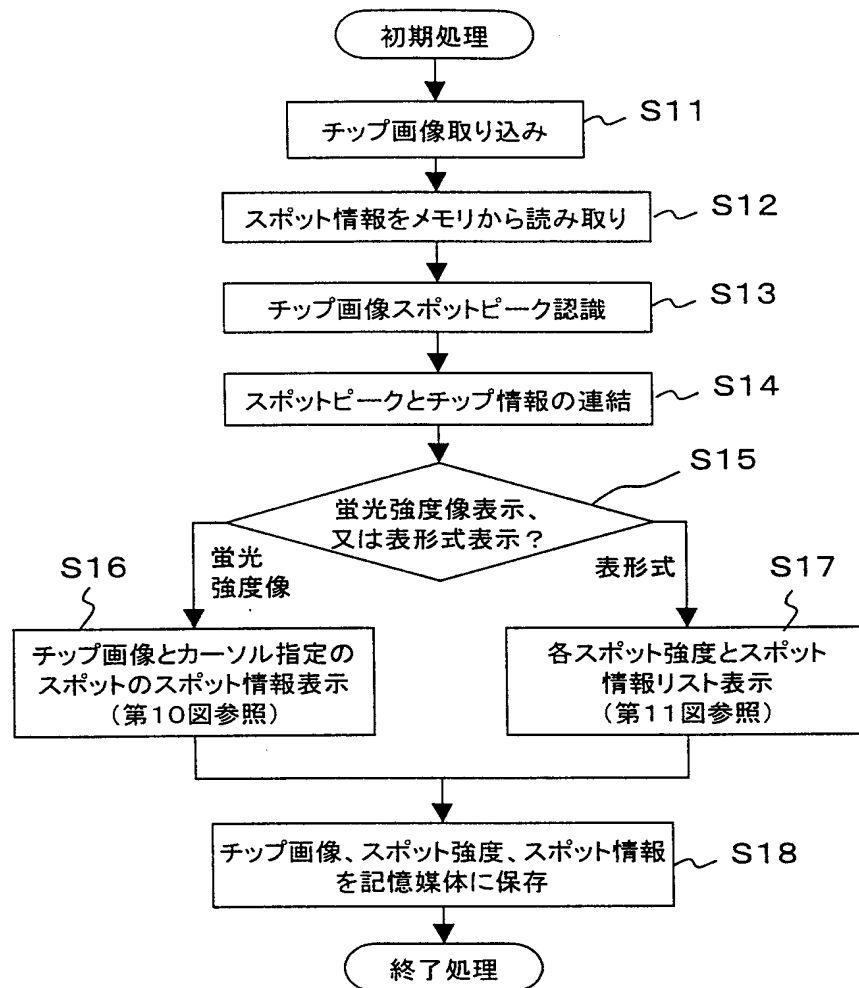 初期処理
チップ画像取り込み
S11
スポット情報をメモリから読み取り
S12
チップ画像スポットピーク認識
S13
スポットピークとチップ情報の連結
S14
S15
蛍光強度像表示、
又は表形式表示?
蛍光
強度像
表形式
S16
チップ画像とカーソル指定の
スポットのスポット情報表示
(第10図参照)
S17
各スポット強度とスポット
情報リスト表示
(第11図参照)
チップ画像、スポット強度、スポット情報
を記憶媒体に保存
S18
終了処理